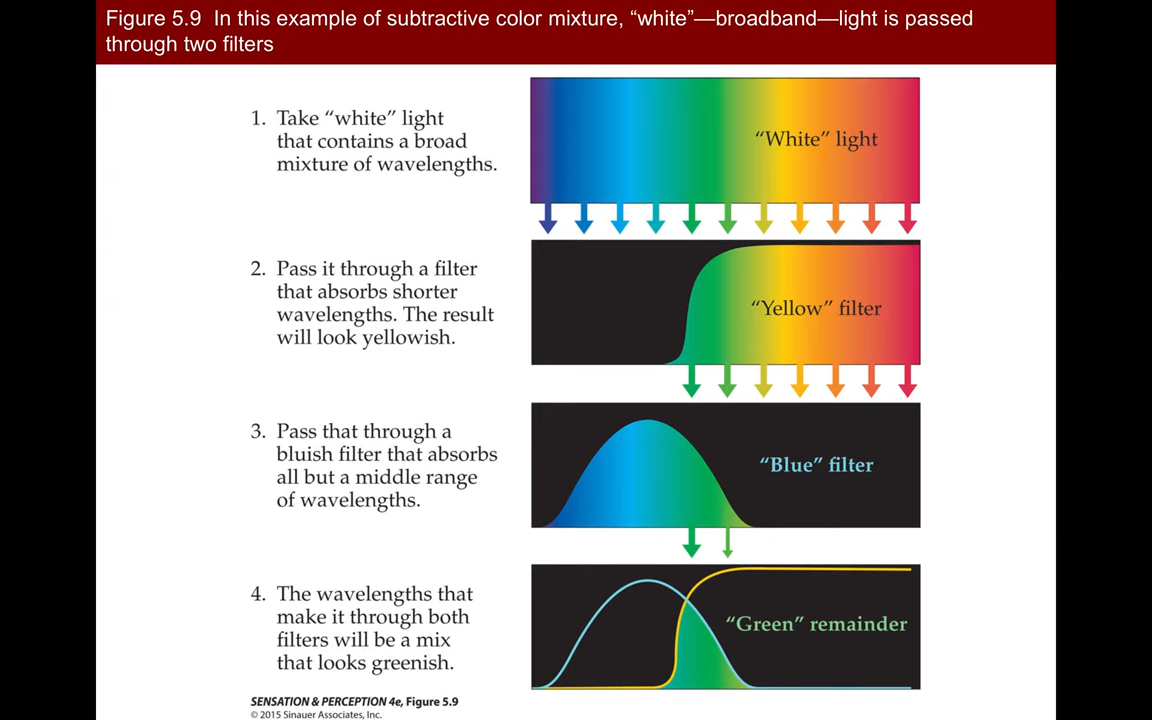 Figure 5.9  In this example of subtractive color mixture, “white”—broadband—light is passed
through two filters
1. Take “white” light
that contains a broad
mixture of wavelengths.
“White” light
2. Pass it through a filter
that absorbs shorter
wavelengths. The result
will look yellowish.
“Yellow” filter
3. Pass that through a
bluish filter that absorbs
all but a middle range
of wavelengths.
“Blue” filter
4. The wavelengths that
make it through both
filters will be a mix
that looks greenish.
“Green” remainder
SENSATION & PERCEPTION 4e, Figure 5.9
© 2015 Sinauer Associates, Inc.